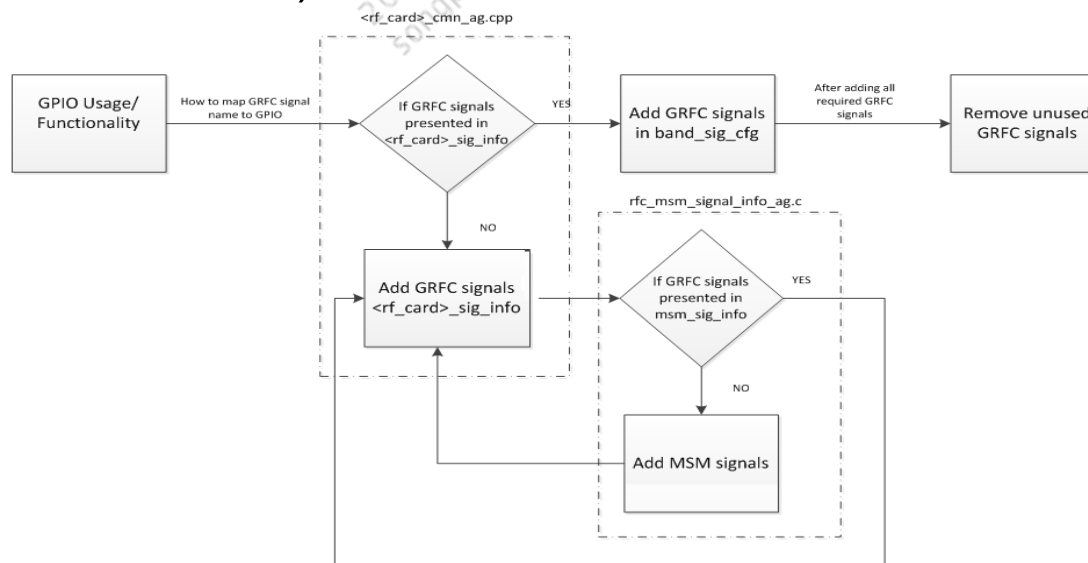 <rf_card>_cmn_ag.cpp
GPIO Usage/
Functionality
How to map GRFC signal
name to GPIO
If GRFC signals
presented in
<rf_card>_sig_info
YES
Add GRFC signals
in band_sig_cfg
After adding all
required GRFC
signals
Remove unused
GRFC signals
NO
rfc_msm_signal_info_ag.c
Add GRFC signals
<rf_card>_sig_info
If GRFC signals
presented in
msm_sig_info
YES
NO
Add MSM signals